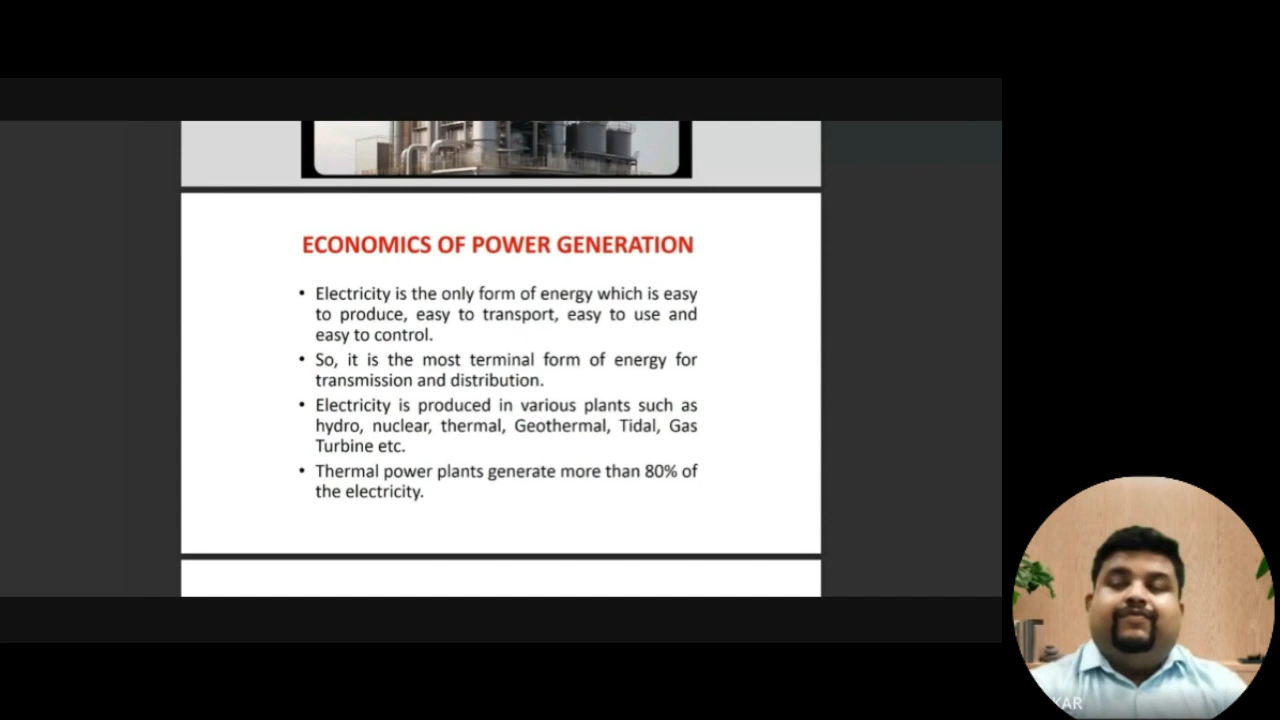 ECONOMICS OF POWER GENERATION
• Electricity is the only form of energy which is easy
to produce, easy to transport, easy to use and
easy to control.
• So, it is the most terminal form of energy for
transmission and distribution.
• Electricity is produced in various plants such as
hydro, nuclear, thermal, Geothermal, Tidal, Gas
Turbine etc.
• Thermal power plants generate more than 80% of
the electricity.
KAR